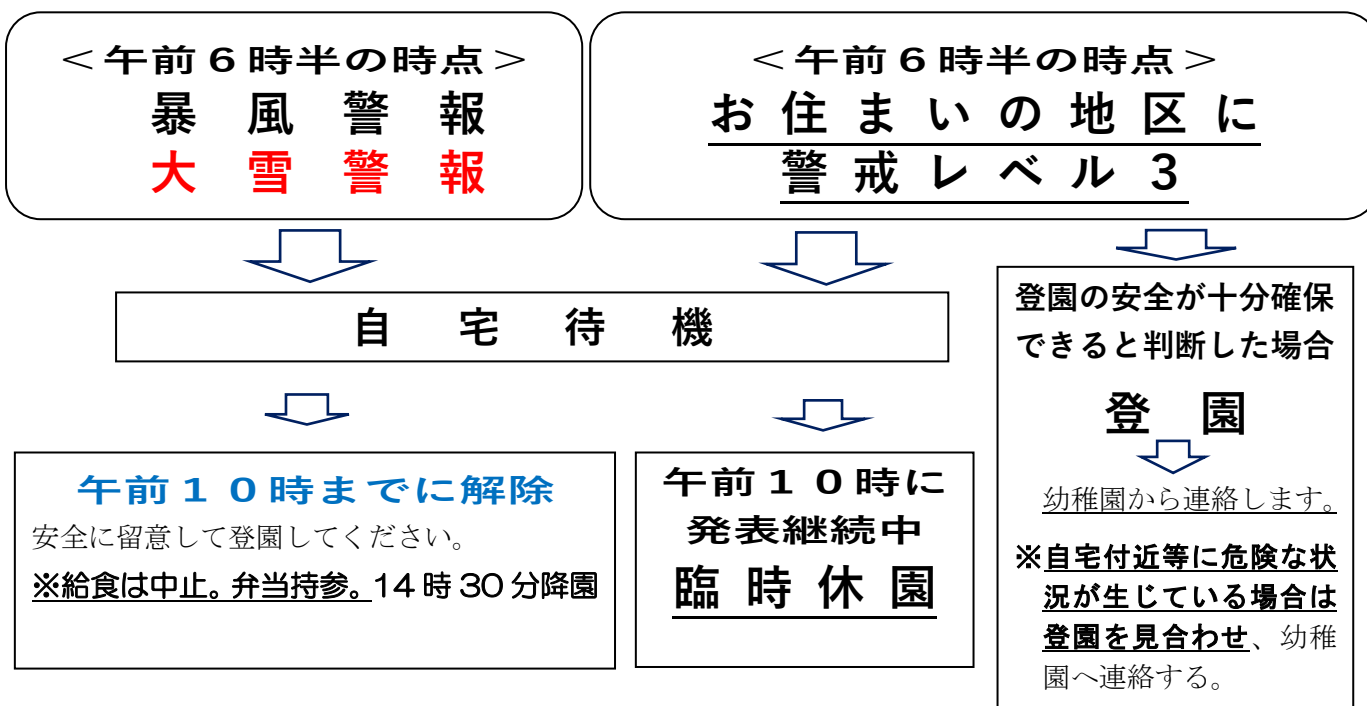 ＜午前６時半の時点＞
暴風警報
大雪警報
＜午前６時半の時点＞
お住まいの地区に
警戒レベル３
自宅待機
午前１０時までに解除
安全に留意して登園してください。
※給食は中止。弁当持参。14時30分降園
午前１０時に
発表継続中
臨時休園
登園の安全が十分確保
できると判断した場合
登園
幼稚園から連絡します。
※自宅付近等に危険な状
況が生じている場合は
登園を見合わせ、幼稚
園へ連絡する。